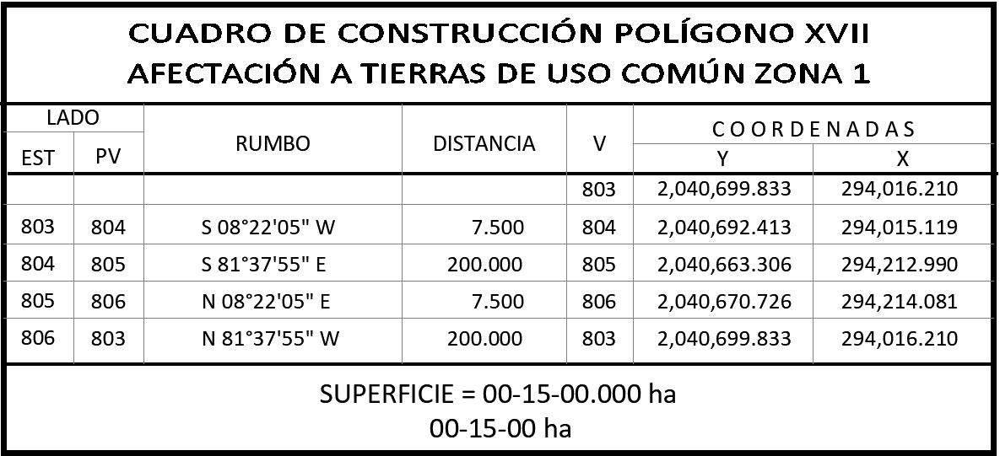 CUADRO DE CONSTRUCCIÓN POLÍGONO XVII
AFECTACIÓN A TIERRAS DE USO COMÚN ZONA 1
LADO RUMBO DISTANCIA V C O O R D E N A D A S
EST PV Y X
803 2,040,699.833 294,016.210
803 804 S 08°22'05" W 7.500 804 2,040,692.413 294,015.119
804 805 S 81°37'55" E 200.000 805 2,040,663.306 294,212.990
805 806 N 08°22'05" E 7.500 806 2,040,670.726 294,214.081
806 803 N 81°37'55" W 200.000 803 2,040,699.833 294,016.210
SUPERFICIE = 00-15-00.000 ha
00-15-00 ha